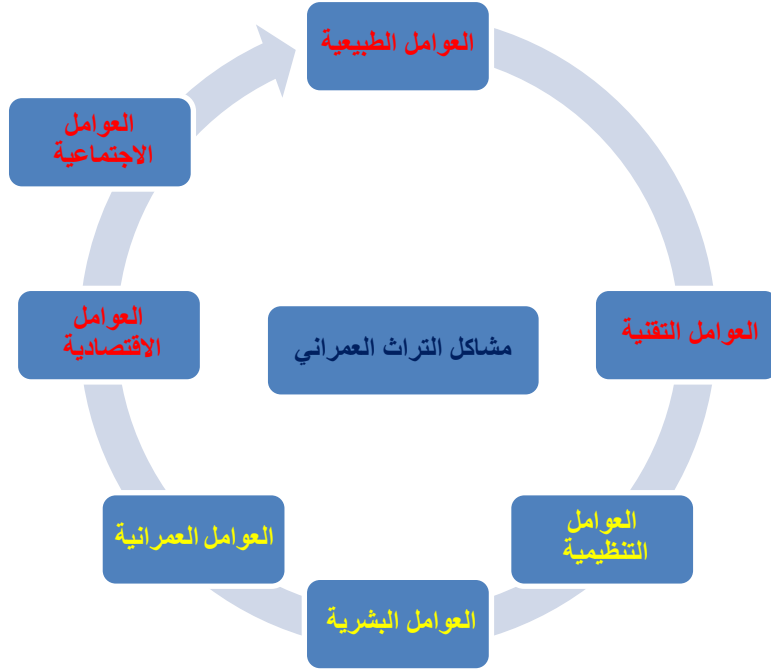 العوامل الطبيعية
العوامل التقنية
العوامل
التنظيمية
العوامل البشرية
العوامل العمرانية
العوامل
الاقتصادية
العوامل
الاجتماعية
مشاكل التراث العمراني